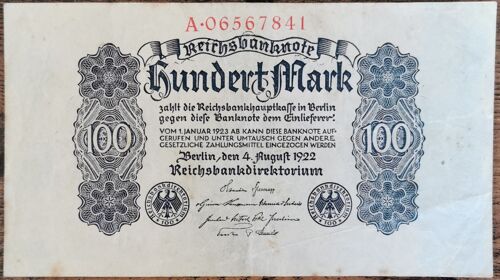 A·06567841
Reichsbanknote
Hundert Mark
zahlt die Reichsbankhauptkasse in Berlin
gegen diese Banknote dem Einlieferer.
VOM 1. JANUAR 1923 AB KANN DIESE BANKNOTE AUF-
GERUFEN UND UNTER UMTAUSCH GEGEN ANDERE
GESETZLICHE ZAHLUNGSMITTEL EINGEZOGEN WERDEN
100
100
Berlin, den 4. August 1922
Reichsbankdirektorium